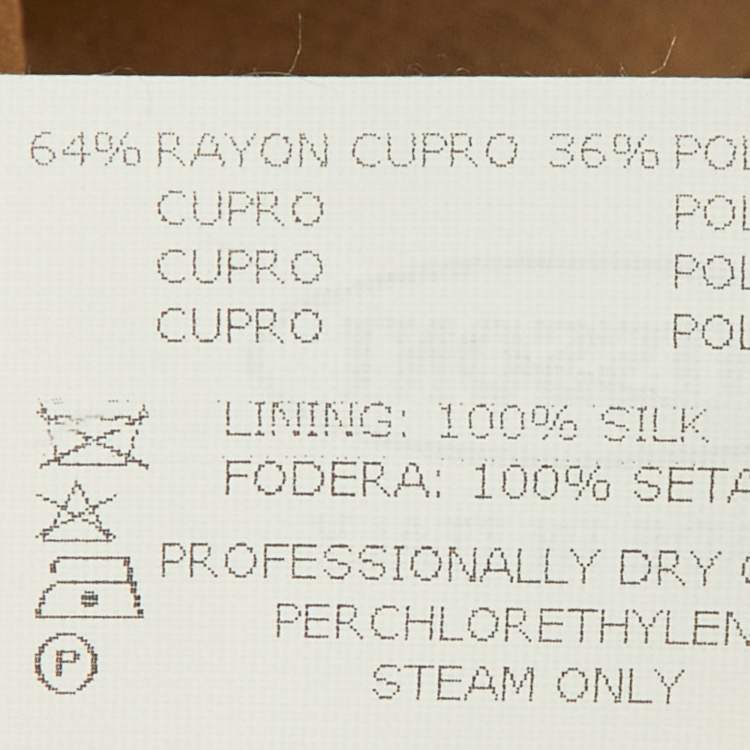 64% RAYON CUPRO 36% POL
CUPRO POL
CUPRO POL
CUPRO POL
LINING: 100% SILK
FODERA: 100% SETA
PROFESSIONALLY DRY
PERCHLORETHYLEN
STEAM ONLY
P